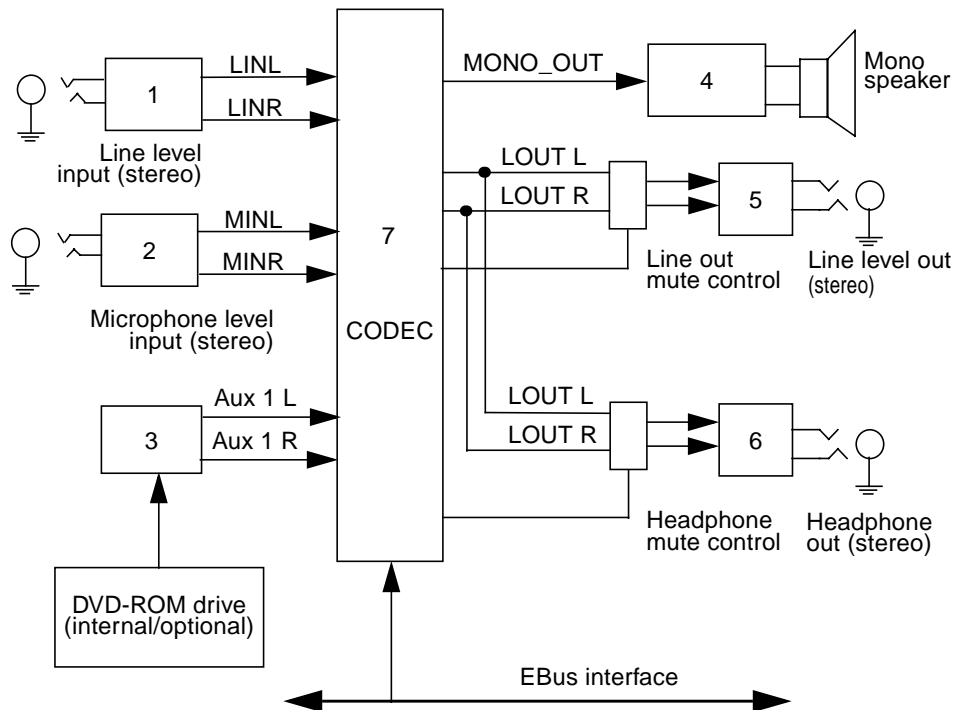 LINL
MONO_OUT
Mono
speaker
1
4
LINR
Line level
input (stereo)
LOUT L
LOUT R
5
MINL
2
7
MINR
Line out
mute control
Line level out
(stereo)
Microphone level
input (stereo)
CODEC
Aux 1 L
LOUT L
3
Aux 1 R
LOUT R
6
Headphone
mute control
Headphone
out (stereo)
DVD-ROM drive
(internal/optional)
EBus interface